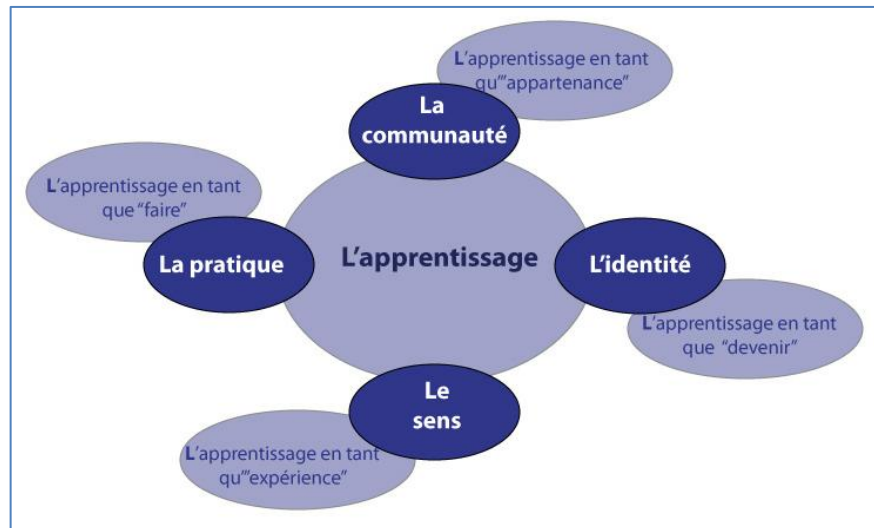 L'apprentissage en tant
qu'"appartenance"
La
communauté
L'apprentissage en tant
que "faire"
La pratique
L'apprentissage
L'identité
L'apprentissage en tant
que "devenir"
Le
sens
L'apprentissage en tant
qu'"expérience"